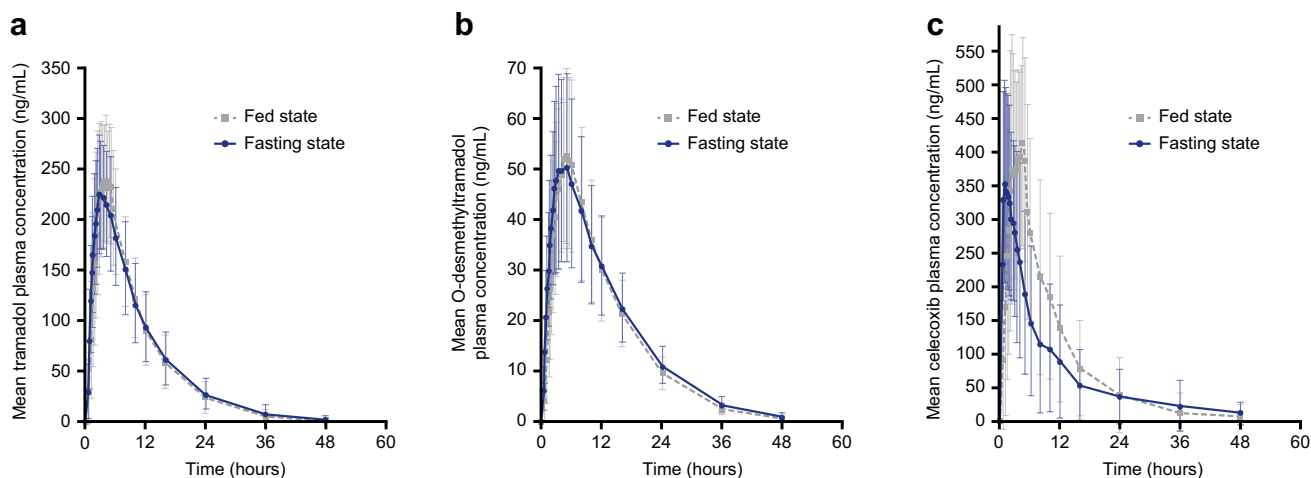 a
Mean tramadol plasma concentration (ng/mL)
350
300
250
200
150
100
50
0
0 12 24 36 48 60
Time (hours)
Fed state
Fasting state
b
Mean O-desmethyltramadol
plasma concentration (ng/mL)
70
60
50
40
30
20
10
0
0 12 24 36 48 60
Time (hours)
Fed state
Fasting state
c
Mean celecoxib plasma concentration (ng/mL)
550
500
450
400
350
300
250
200
150
100
50
0
0 12 24 36 48 60
Time (hours)
Fed state
Fasting state